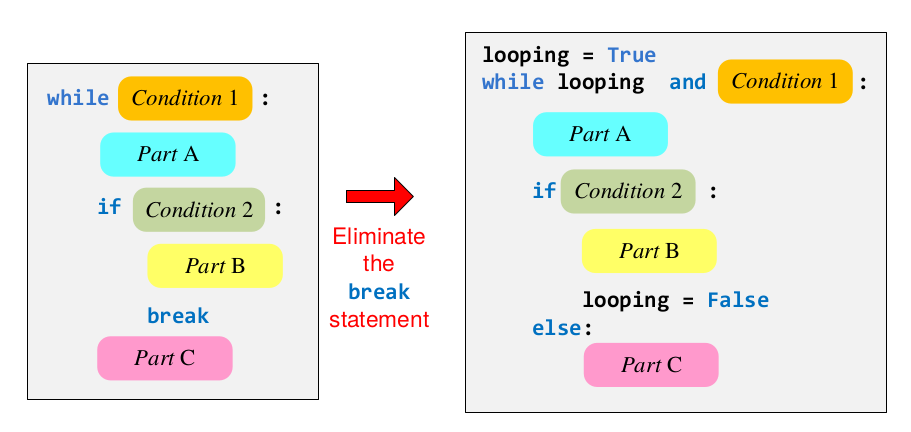 while Condition 1 :
Part A
if Condition 2 :
Part B
break
Part C
Eliminate
the
break
statement
looping = True
while looping and Condition 1 :
Part A
if Condition 2 :
Part B
looping = False
else:
Part C